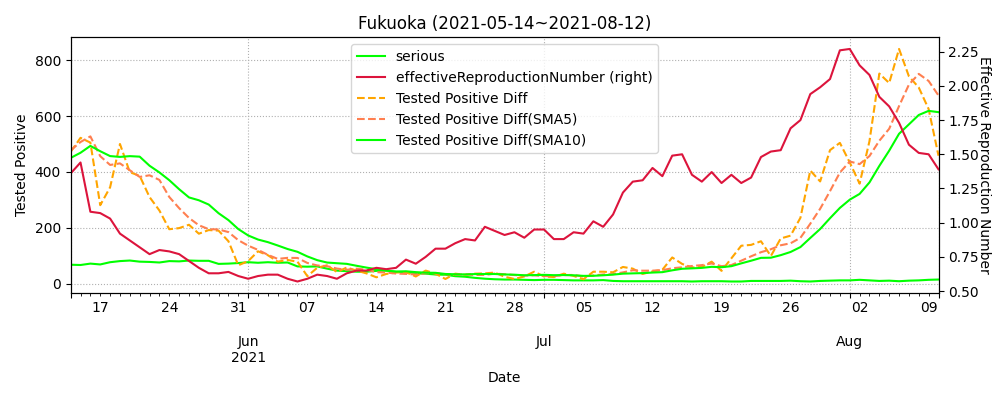 Fukuoka (2021-05-14~2021-08-12)
serious
effectiveReproductionNumber (right)
Tested Positive Diff
Tested Positive Diff(SMA5)
Tested Positive Diff(SMA10)
Tested Positive
800
600
400
200
0
2.25
2.00
1.75
1.50
1.25
1.00
0.75
0.50
Effective Reproduction Number
17 24 07 14 21 28 05 12 19 26 02 09
Jun Jul Aug
2021
Date